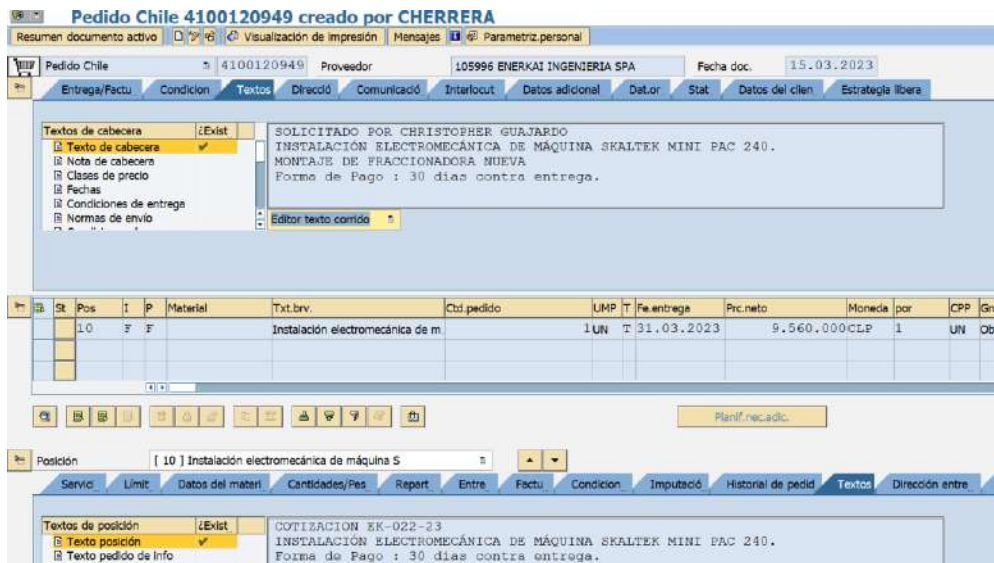 Pedido Chile 4100120949 creado por CHERRERA
Resumen documento activo Visualización de impresión Mensajes Parametriz.personal
Pedido Chile 4100120949 Proveedor 105996 ENERKAI INGENIERIA SPA Fecha doc. 15.03.2023
Entrega/Factu Condicion Textos Direcció Comunicació Interlocut Datos adicional Dat.or Stat Datos del clien Estrategia libera
Textos de cabecera ¿Exist
Texto de cabecera
Nota de cabecera
Clases de precio
Fechas
Condiciones de entrega
Normas de envío
SOLICITADO POR CHRISTOPHER GUAJARDO
INSTALACIÓN ELECTROMECÁNICA DE MÁQUINA SKALTEK MINI PAC 240.
MONTAJE DE FRACCIONADORA NUEVA
Forma de Pago : 30 dias contra entrega.
Editor texto corrido
St Pos I P Material Txt.brv. Ctd.pedido UMP T Fe.entrega Prc.neto Moneda por CPP Gru
10 F F Instalación electromecánica de m 1 UN T 31.03.2023 9.560.000 CLP 1 UN Ob
Planif.nec.adic.
Posición [ 10 ] Instalación electromecánica de máquina S
Servici Límit Datos del materi Cantidades/Pes Repart Entre Factu Condicion Imputació Historial de pedid Textos Dirección entre
Textos de posición ¿Exist
Texto posición
Texto pedido de info
COTIZACION EK-022-23
INSTALACIÓN ELECTROMECÁNICA DE MÁQUINA SKALTEK MINI PAC 240.
Forma de Pago : 30 dias contra entrega.